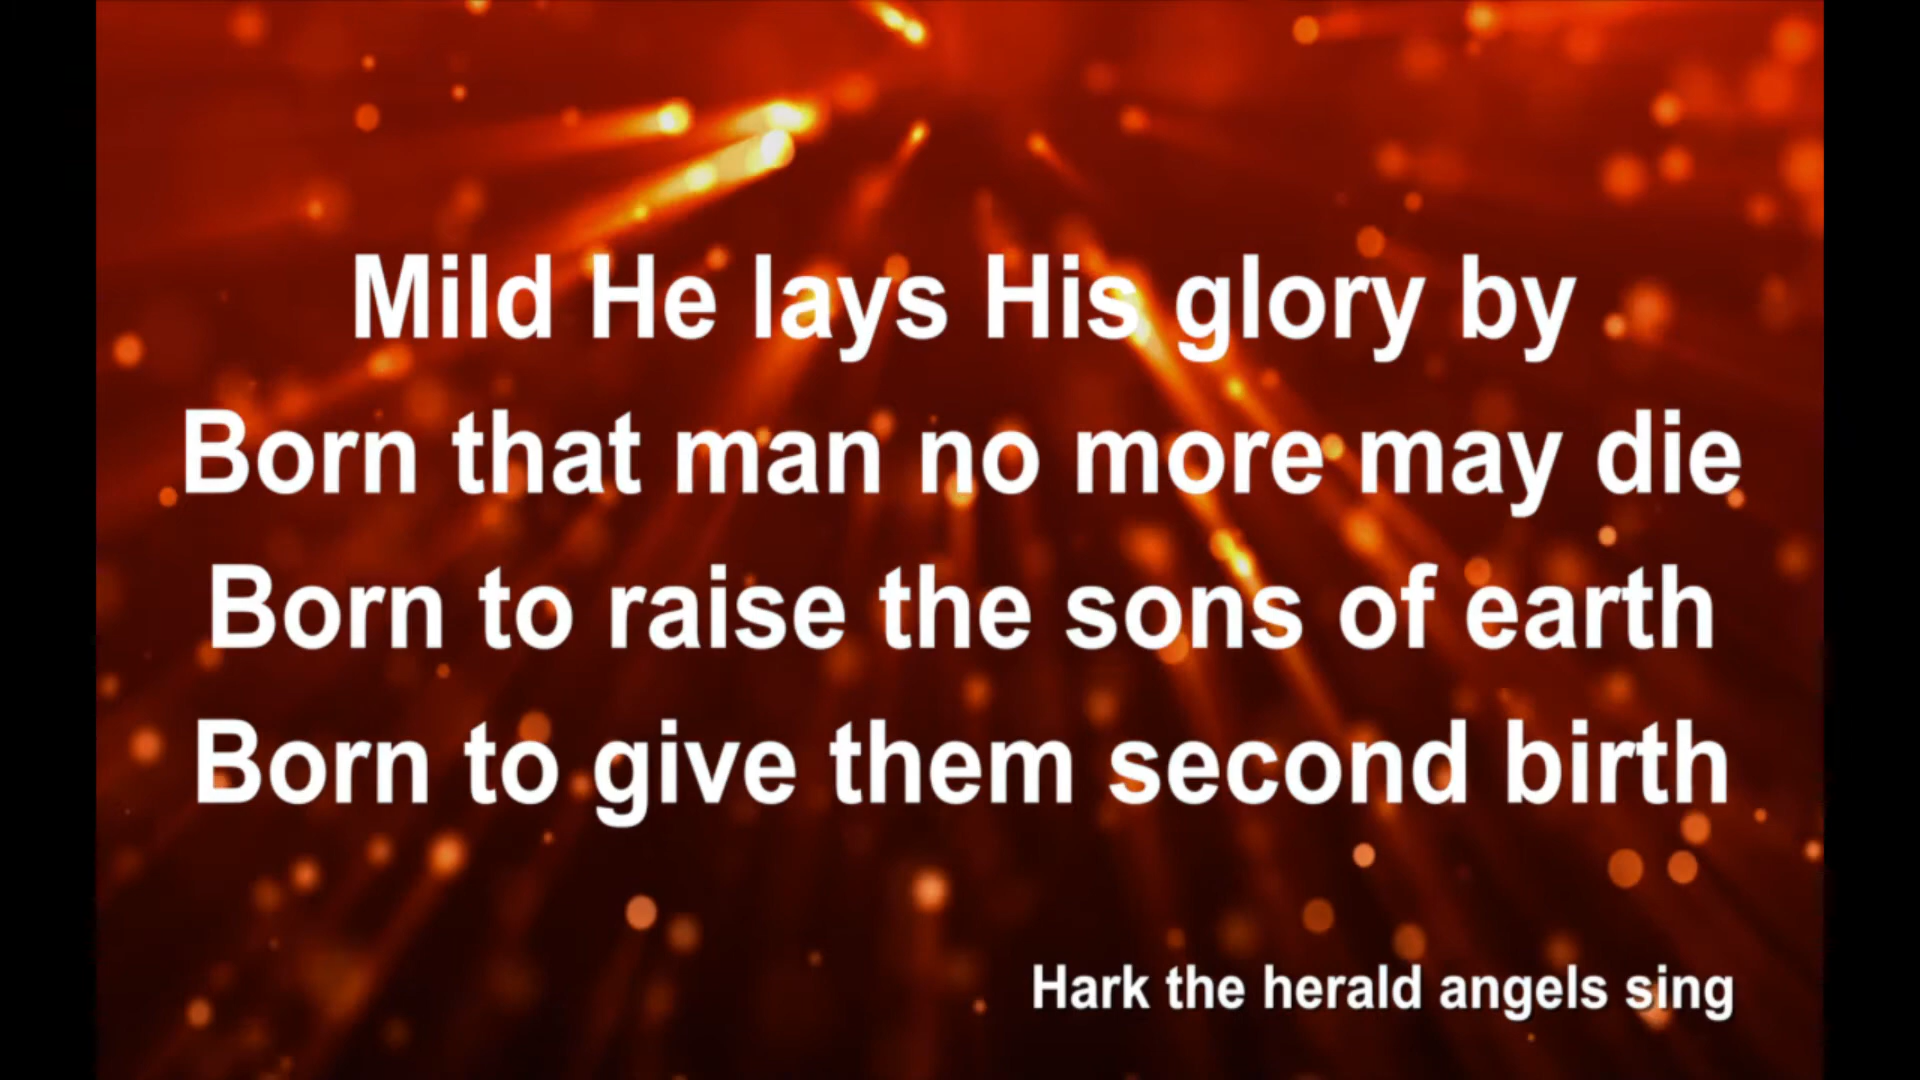 Mild He lays His glory by
Born that man no more may die
Born to raise the sons of earth
Born to give them second birth
Hark the herald angels sing